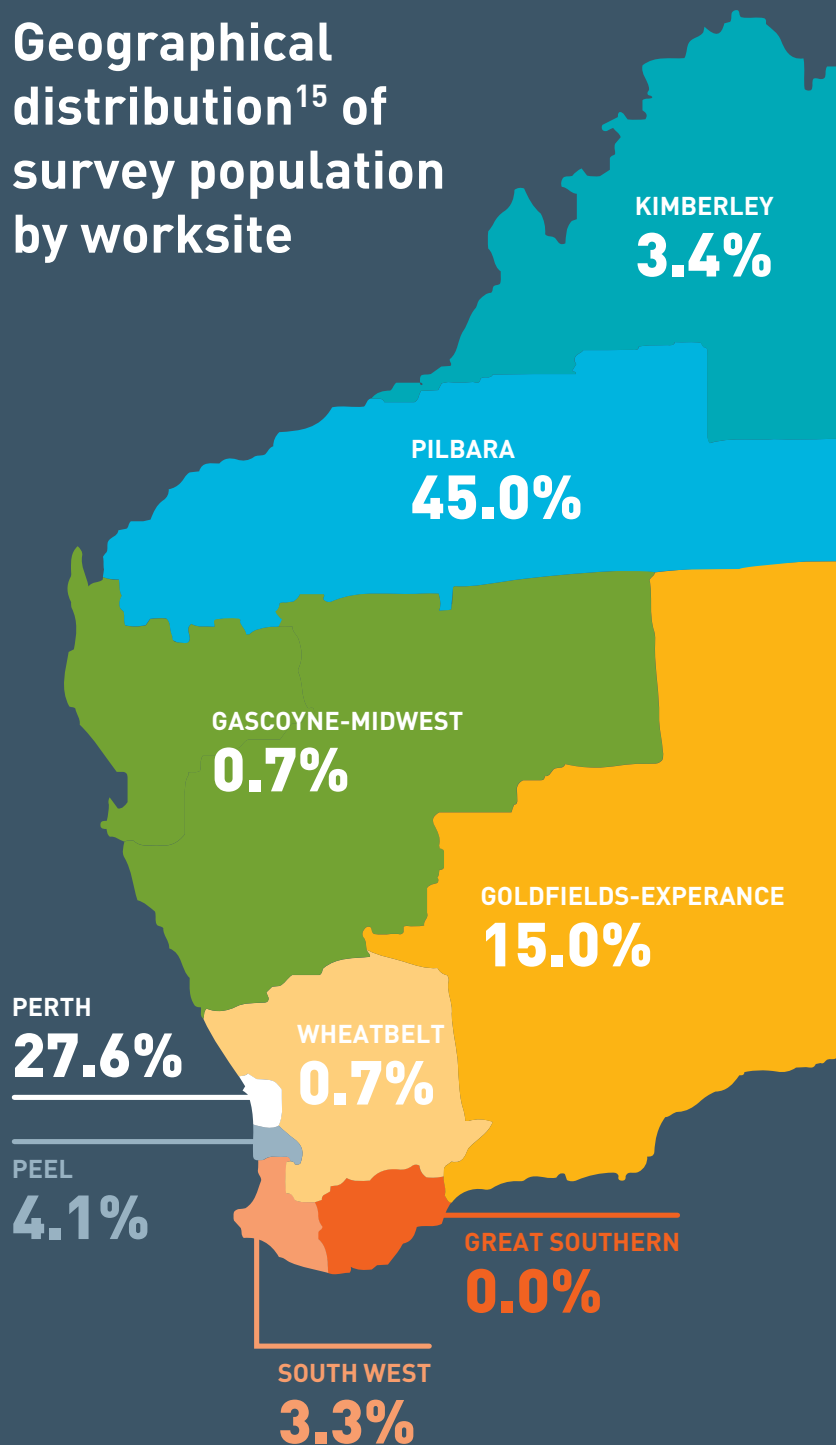 Geographical
distribution15 of
survey population
by worksite
KIMBERLEY
3.4%
PILBARA
45.0%
GASCOYNE-MIDWEST
0.7%
GOLDFIELDS-EXPERANCE
15.0%
PERTH
27.6%
WHEATBELT
0.7%
PEEL
4.1%
GREAT SOUTHERN
0.0%
SOUTH WEST
3.3%